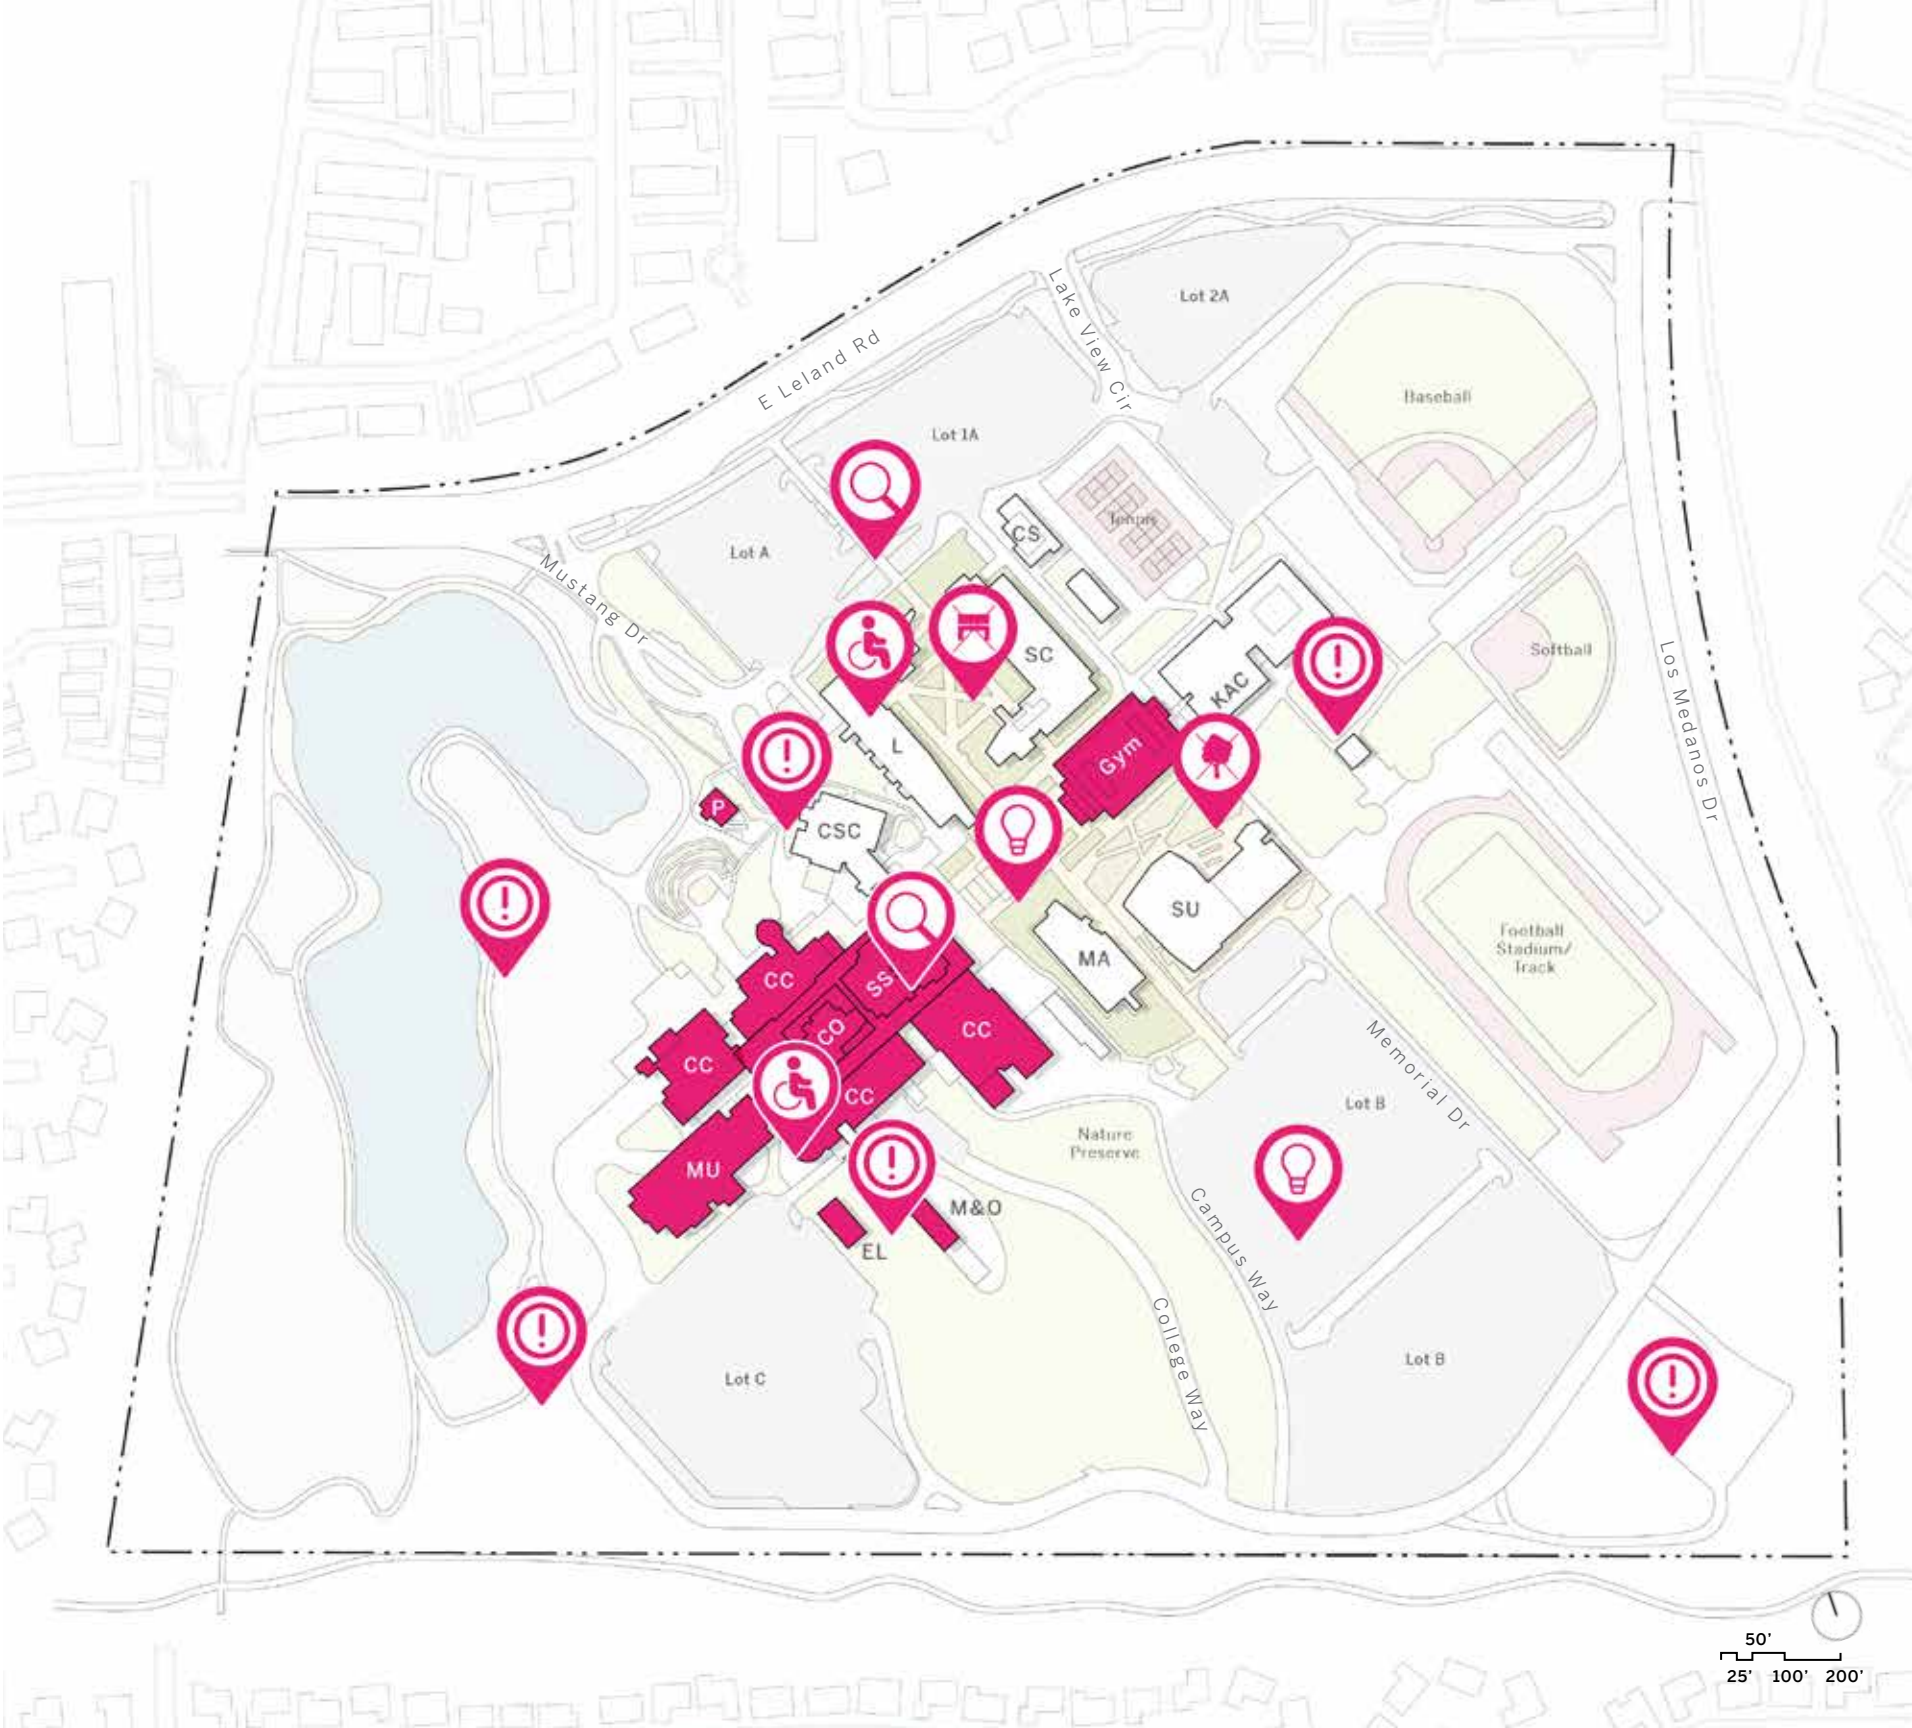 Lot 2A
Lake View Cir
E Leland Rd
Baseball
Lot 1A
Tennis
CS
Lot A
Mustang Dr
SC
Softball
KAC
Los Medanos Dr
L
Gym
P
CSC
SU
Football
Stadium/
Track
MA
CC
SS
CO
CC
CC
CC
Memorial Dr
Lot B
Nature
Preserve
MU
M&O
EL
Campus Way
College Way
Lot B
Lot C
50'
25' 100' 200'